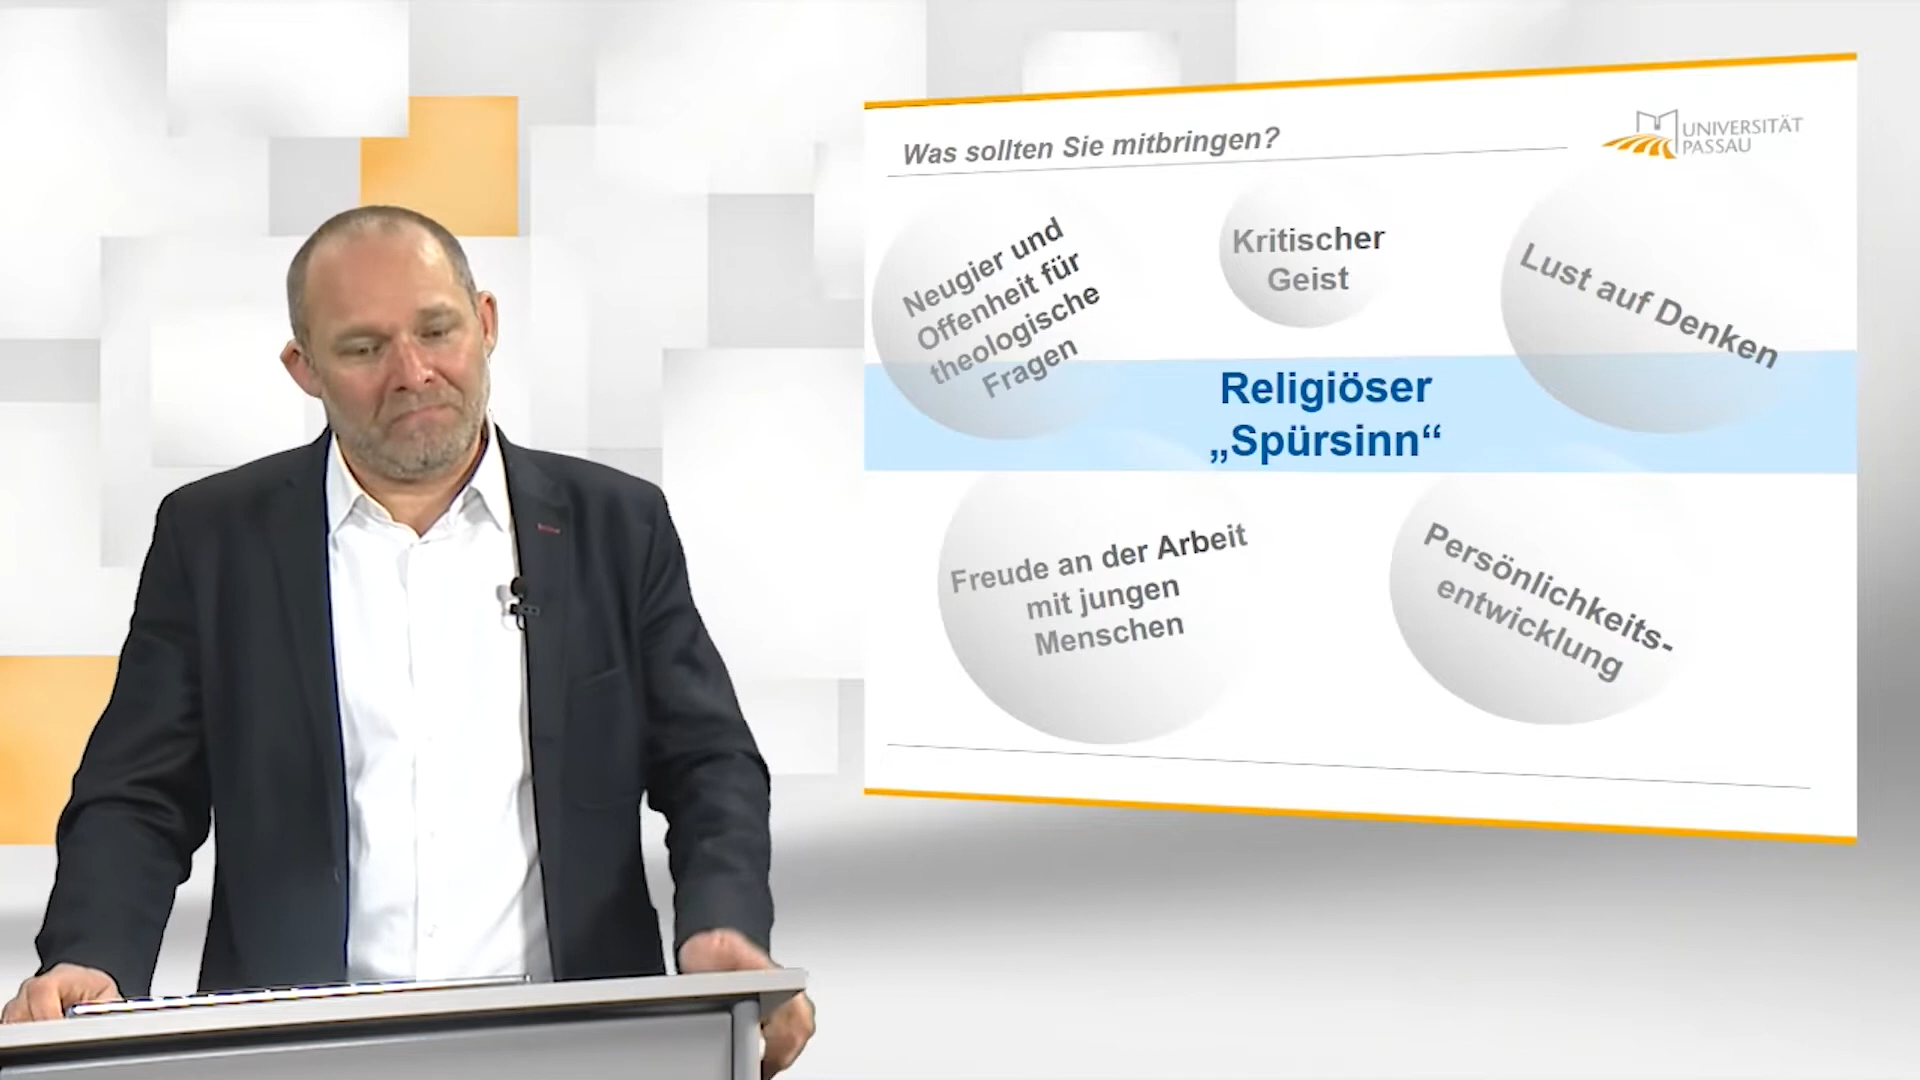 Was sollten Sie mitbringen?
UNIVERSITÄT
PASSAU
Neugier und
Offenheit für
theologische
Fragen
Kritischer
Geist
Lust auf Denken
Religiöser
„Spürsinn“
Freude an der Arbeit
mit jungen
Menschen
Persönlichkeits-
entwicklung